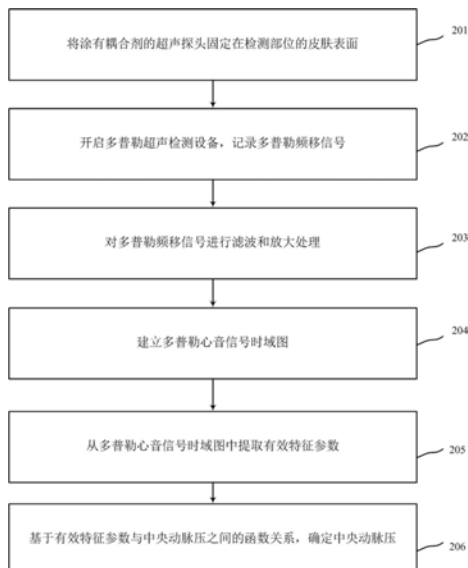 将涂有耦合剂的超声探头固定在检测部位的皮肤表面
201
开启多普勒超声检测设备，记录多普勒频移信号
202
对多普勒频移信号进行滤波和放大处理
203
建立多普勒心音信号时域图
204
从多普勒心音信号时域图中提取有效特征参数
205
基于有效特征参数与中央动脉压之间的函数关系，确定中央动脉压
206